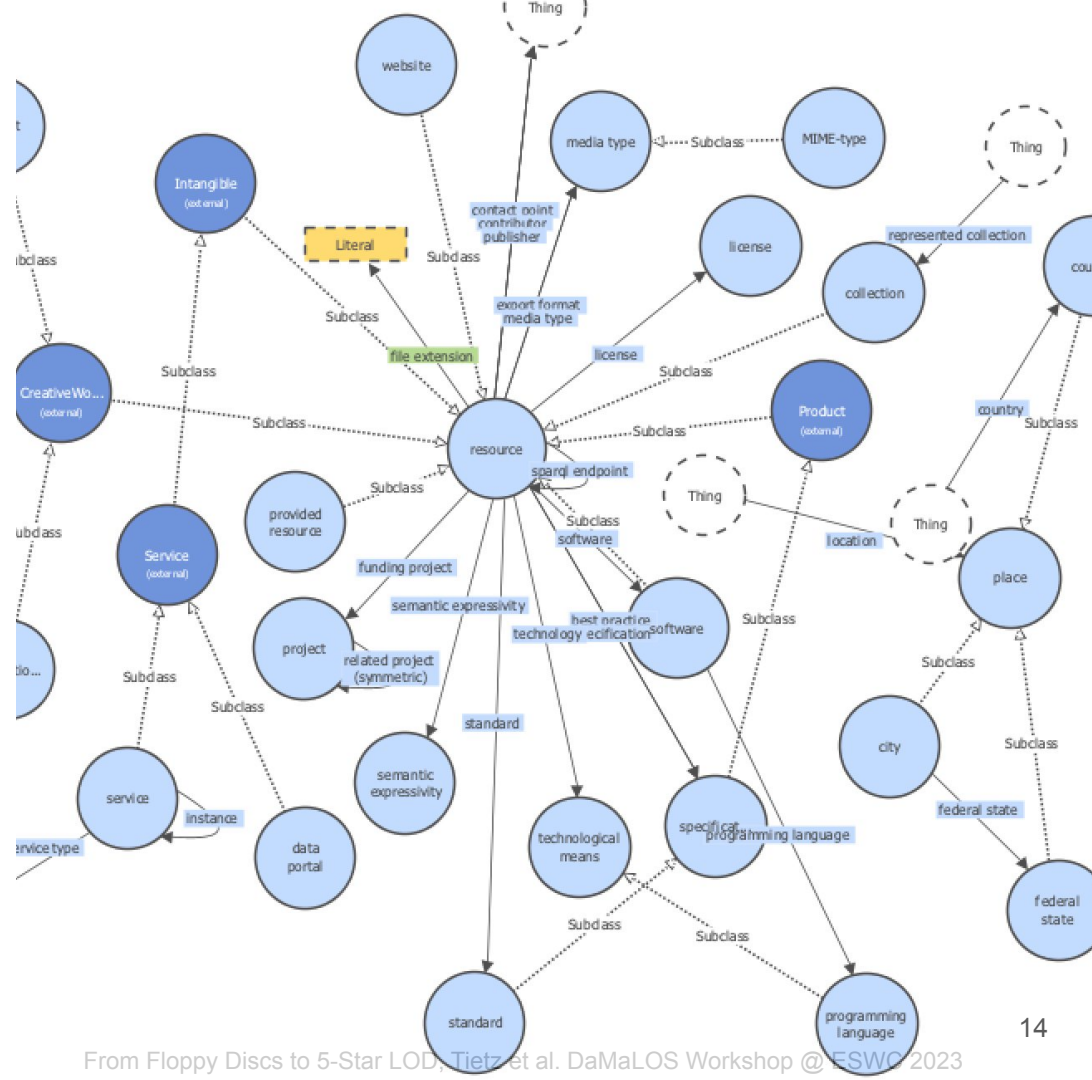 Thing
website
media type
Subclass
MIME-type
Thing
Intangible
(external)
contact point
contributor
publisher
represented collection
Literal
Subclass
license
collection
Subclass
export format
media type
file extension
license
Subclass
Subclass
CreativeWo...
(external)
Subclass
Product
(external)
country
Subclass
Subclass
resource
sparql endpoint
Thing
Thing
provided
resource
Subclass
Subclass
software
location
Service
(external)
funding project
place
semantic expressivity
best practice
technology
software
Subclass
project
related project
(symmetric)
Subclass
Subclass
Subclass
standard
city
Subclass
semantic
expressivity
service
instance
federal state
technological
means
programming language
data
portal
federal
state
Subclass
Subclass
standard
programming
language
14
From Floppy Discs to 5-Star LOD, Tietz et al. DaMaLOS Workshop @ ESWC 2023